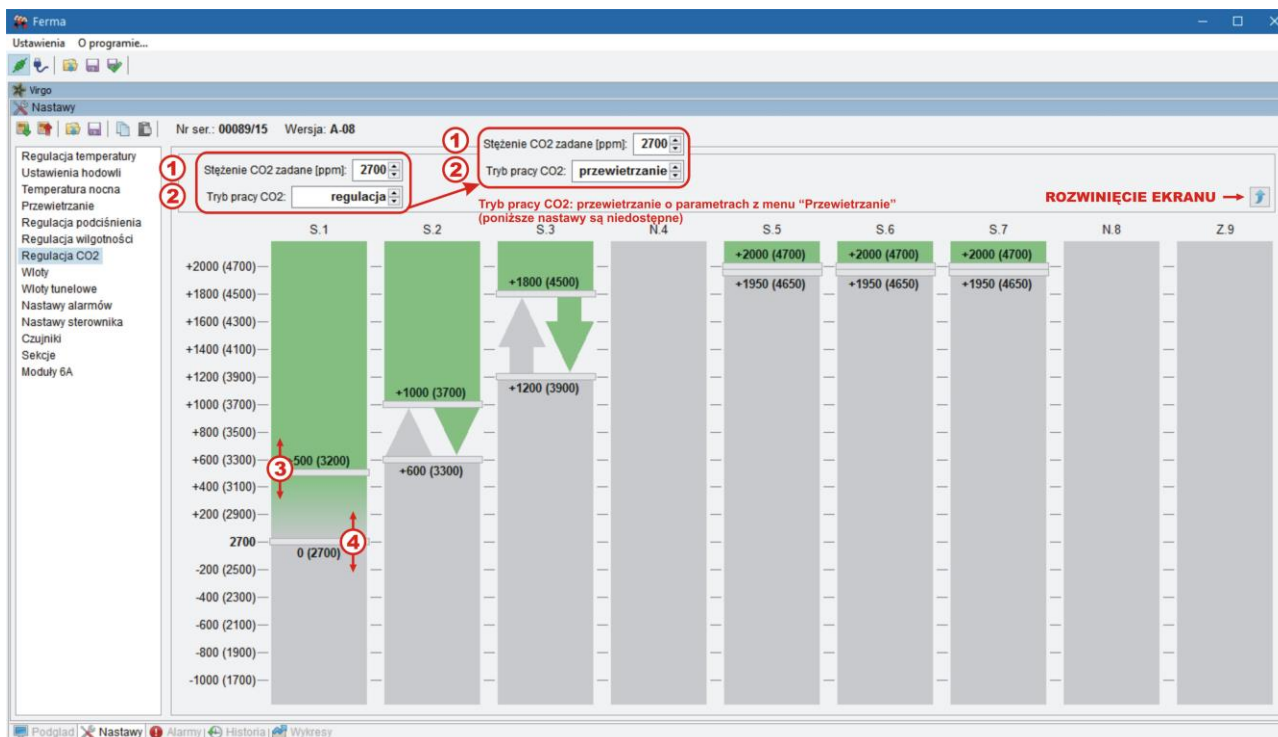 Ferma
Ustawienia O programie...
Virgo
Nastawy
Nr ser.: 00089/15 Wersja: A-08
Regulacja temperatury
Ustawienia hodowli
Temperatura nocna
Przewietrzanie
Regulacja podciśnienia
Regulacja wilgotności
Regulacja CO2
Wloty
Wloty tunelowe
Nastawy alarmów
Nastawy sterownika
Czujniki
Sekcje
Moduły 6A
1 Stężenie CO2 zadane [ppm]: 2700
2 Tryb pracy CO2: regulacja
1 Stężenie CO2 zadane [ppm]: 2700
2 Tryb pracy CO2: przewietrzanie
Tryb pracy CO2: przewietrzanie o parametrach z menu “Przewietrzanie”
(poniższe nastawy są niedostępne)
ROZWINIĘCIE EKRANU
S.1 S.2 S.3 N.4 S.5 S.6 S.7 N.8 Z.9
+2000 (4700)
+1800 (4500)
+1600 (4300)
+1400 (4100)
+1200 (3900)
+1000 (3700)
+800 (3500)
+600 (3300)
+400 (3100)
+200 (2900)
2700
-200 (2500)
-400 (2300)
-600 (2100)
-800 (1900)
-1000 (1700)
500 (3200)
3
0 (2700)
4
+1000 (3700)
+600 (3300)
+1800 (4500)
+1200 (3900)
+2000 (4700) +2000 (4700) +2000 (4700)
+1950 (4650) +1950 (4650) +1950 (4650)
Podgląd Nastawy Alarmy Historia Wykresy